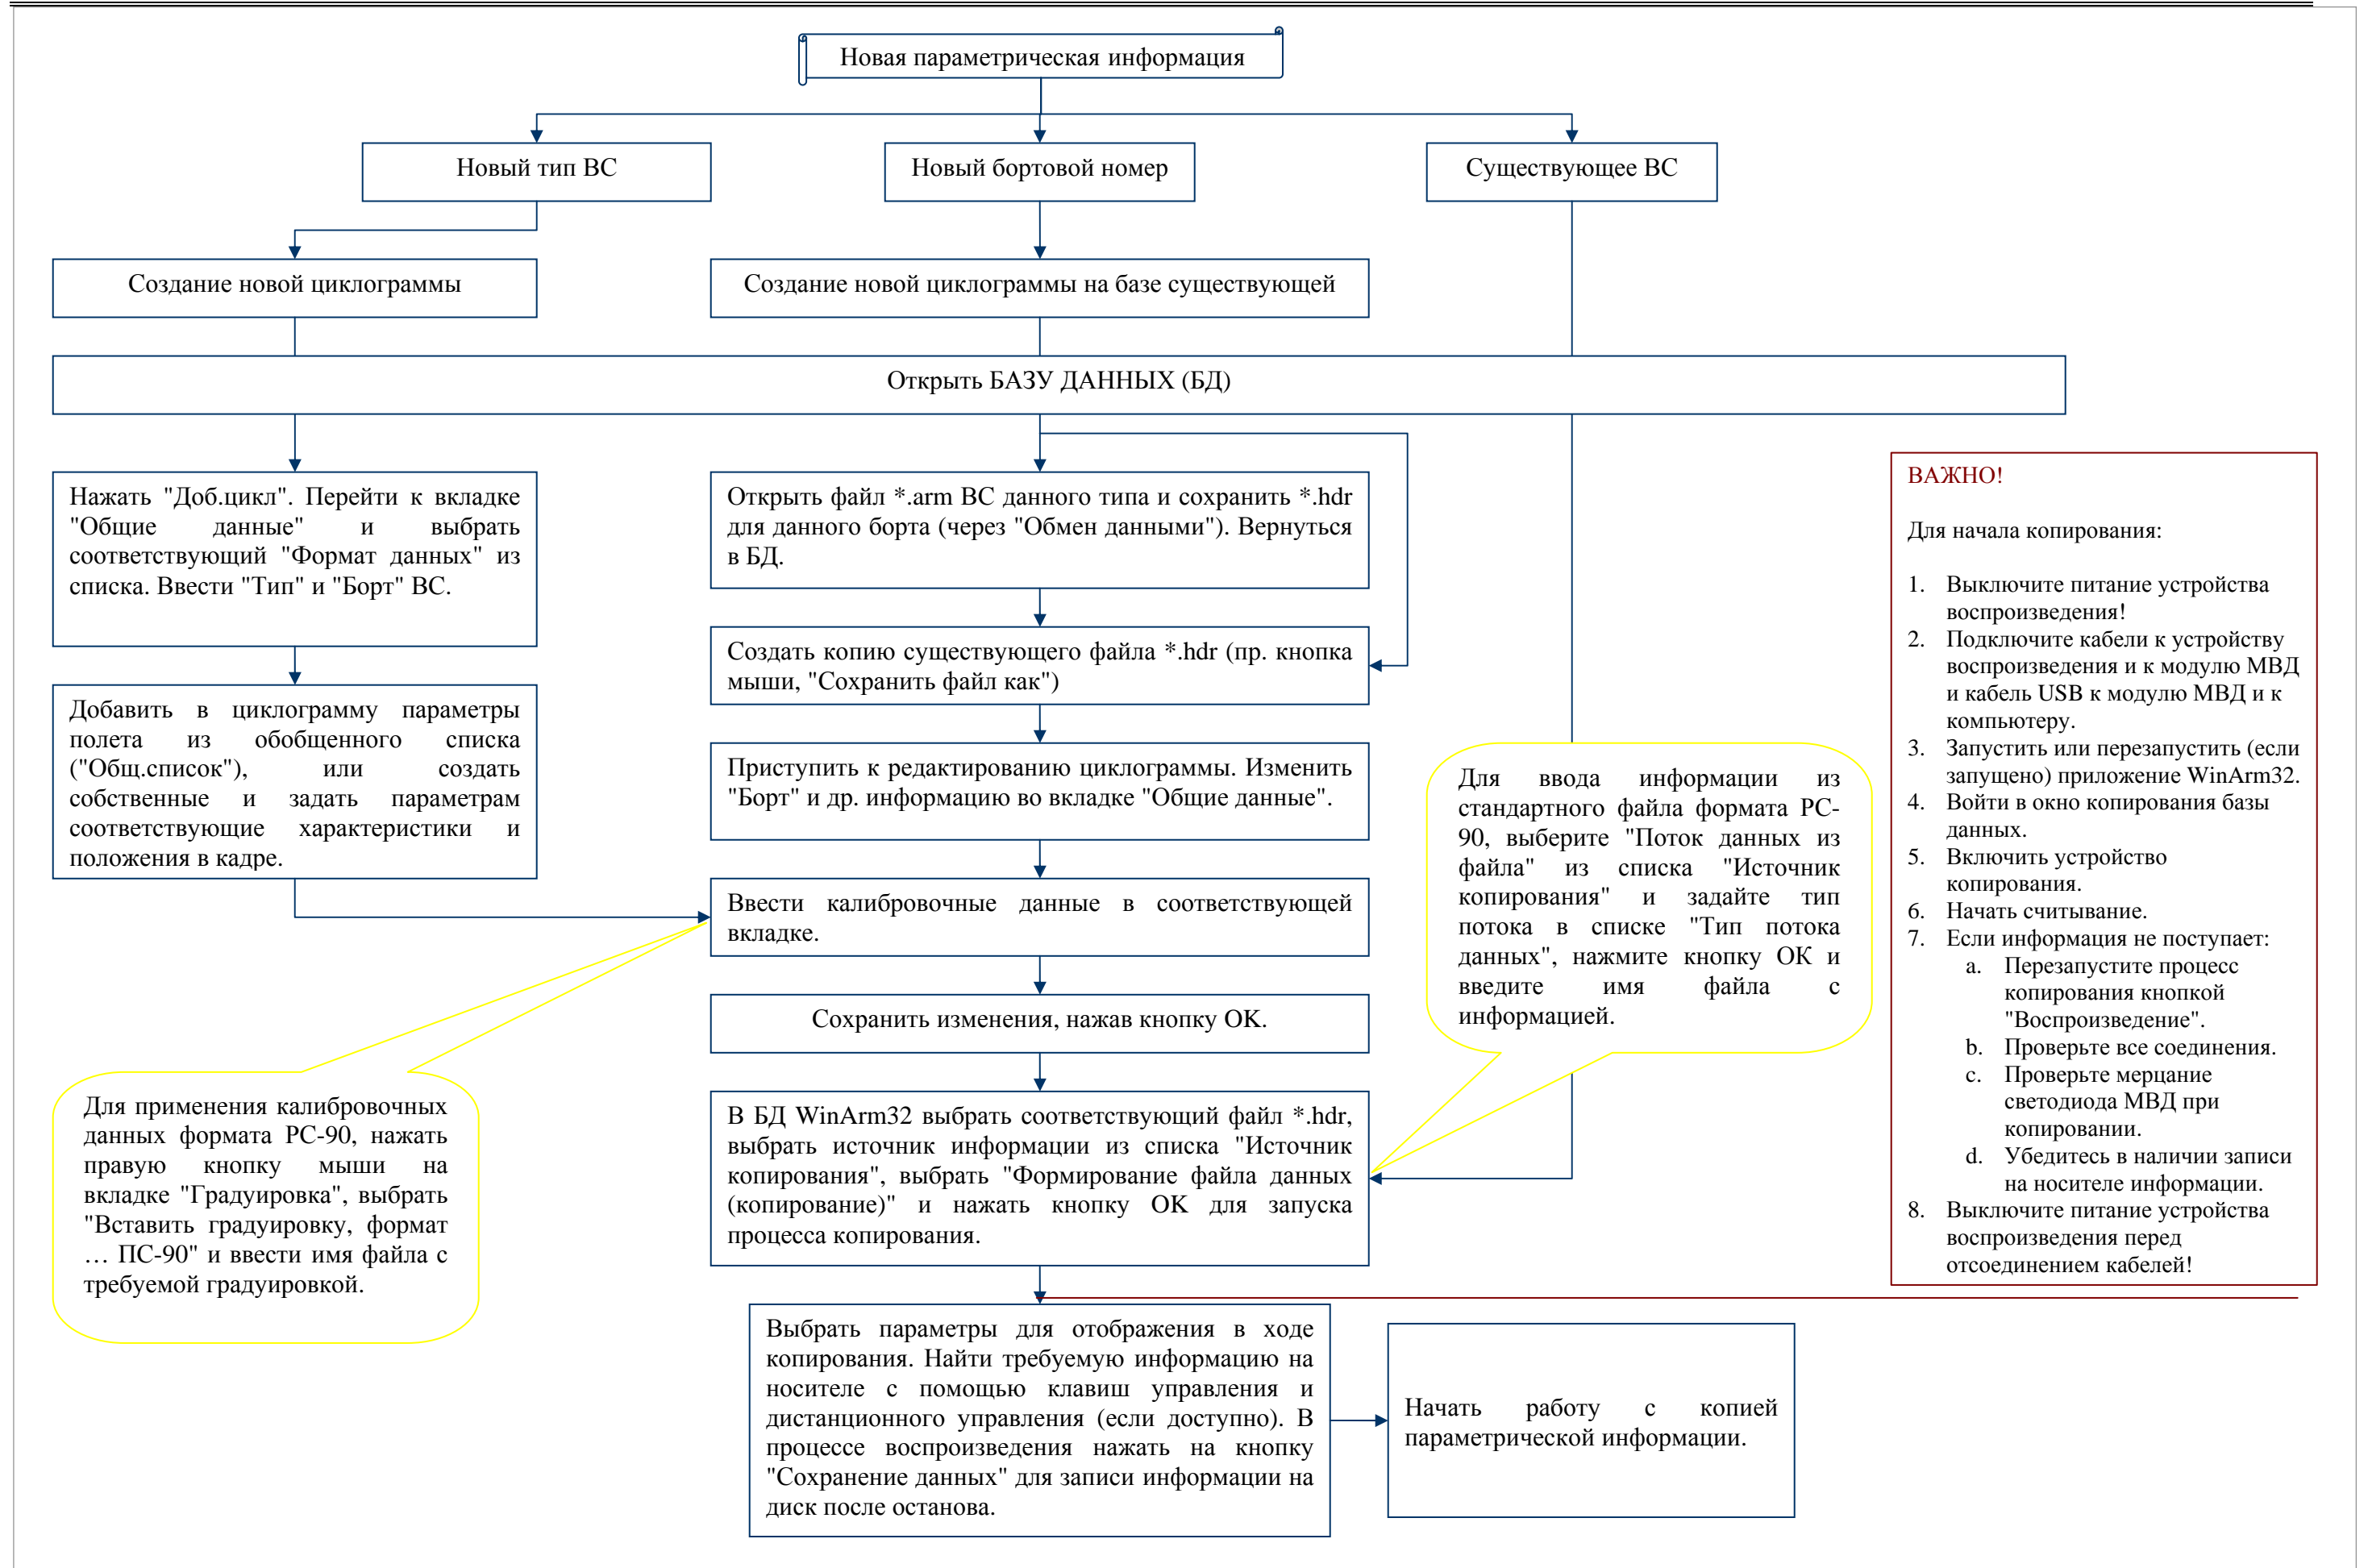 Новая параметрическая информация
Новый тип ВС
Новый бортовой номер
Существующее ВС
Создание новой циклограммы
Создание новой циклограммы на базе существующей
Открыть БАЗУ ДАННЫХ (БД)
Нажать "Доб.цикл". Перейти к вкладке
"Общие данные" и выбрать
соответствующий "Формат данных" из
списка. Ввести "Тип" и "Борт" ВС.
Добавить в циклограмму параметры
полета из обобщенного списка
("Общ.список"), или создать
собственные и задать параметрам
соответствующие характеристики и
положения в кадре.
Открыть файл *.arm ВС данного типа и сохранить *.hdr
для данного борта (через "Обмен данными"). Вернуться
в БД.
Создать копию существующего файла *.hdr (пр. кнопка
мыши, "Сохранить файл как")
Приступить к редактированию циклограммы. Изменить
"Борт" и др. информацию во вкладке "Общие данные".
Ввести калибровочные данные в соответствующей
вкладке.
Сохранить изменения, нажав кнопку OK.
В БД WinArm32 выбрать соответствующий файл *.hdr,
выбрать источник информации из списка "Источник
копирования", выбрать "Формирование файла данных
(копирование)" и нажать кнопку OK для запуска
процесса копирования.
Для применения калибровочных
данных формата PC-90, нажать
правую кнопку мыши на
вкладке "Градуировка", выбрать
"Вставить градуировку, формат
… ПС-90" и ввести имя файла с
требуемой градуировкой.
Для ввода информации из
стандартного файла формата PC-
90, выберите "Поток данных из
файла" из списка "Источник
копирования" и задайте тип
потока в списке "Тип потока
данных", нажмите кнопку ОК и
введите имя файла с
информацией.
ВАЖНО!
Для начала копирования:
1. Выключите питание устройства
воспроизведения!
2. Подключите кабели к устройству
воспроизведения и к модулю МВД
и кабель USB к модулю МВД и к
компьютеру.
3. Запустить или перезапустить (если
запущено) приложение WinArm32.
4. Войти в окно копирования базы
данных.
5. Включить устройство
копирования.
6. Начать считывание.
7. Если информация не поступает:
a. Перезапустите процесс
копирования кнопкой
"Воспроизведение".
b. Проверьте все соединения.
c. Проверьте мерцание
светодиода МВД при
копировании.
d. Убедитесь в наличии записи
на носителе информации.
8. Выключите питание устройства
воспроизведения перед
отсоединением кабелей!
Выбрать параметры для отображения в ходе
копирования. Найти требуемую информацию на
носителе с помощью клавиш управления и
дистанционного управления (если доступно). В
процессе воспроизведения нажать на кнопку
"Сохранение данных" для записи информации на
диск после останова.
Начать работу с копией
параметрической информации.